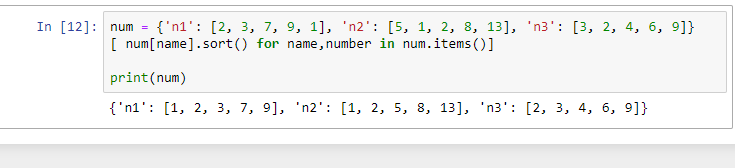 In [12]: num = {'n1': [2, 3, 7, 9, 1], 'n2': [5, 1, 2, 8, 13], 'n3': [3, 2, 4, 6, 9]}
[ num[name].sort() for name,number in num.items()]
print(num)
{'n1': [1, 2, 3, 7, 9], 'n2': [1, 2, 5, 8, 13], 'n3': [2, 3, 4, 6, 9]}